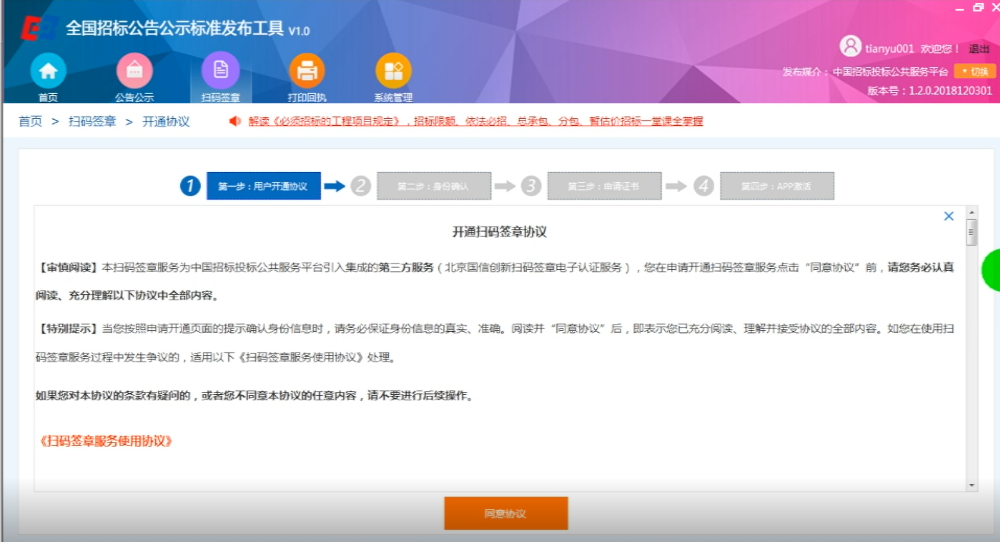 全国招标公告公示标准发布工具 V1.0
tianyu001 欢迎您！ 退出
发布媒介：中国招标投标公共服务平台 切换
版本号：1.2.0.2018120301
首页 公告公示 扫码签章 打印回执 系统管理
首页 > 扫码签章 > 开通协议 解读《必须招标的工程项目规定》，招标限额、依法必招、总承包、分包、暂估价招标一堂课全掌握
1 第一步：用户开通协议 2 第二步：身份确认 3 第三步：申请证书 4 第四步：APP激活
开通扫码签章协议
【审慎阅读】本扫码签章服务为中国招标投标公共服务平台引入集成的第三方服务（北京国信创新扫码签章电子认证服务），您在申请开通扫码签章服务点击“同意协议”前，请您务必认真
阅读、充分理解以下协议中全部内容。
【特别提示】当您按照申请开通页面的提示确认身份信息时，请务必保证身份信息的真实、准确。阅读并“同意协议”后，即表示您已充分阅读、理解并接受协议的全部内容。如您在使用扫
码签章服务过程中发生争议的，适用以下《扫码签章服务使用协议》处理。
如果您对本协议的条款有疑问的，或者您不同意本协议的任意内容，请不要进行后续操作。
《扫码签章服务使用协议》
同意协议